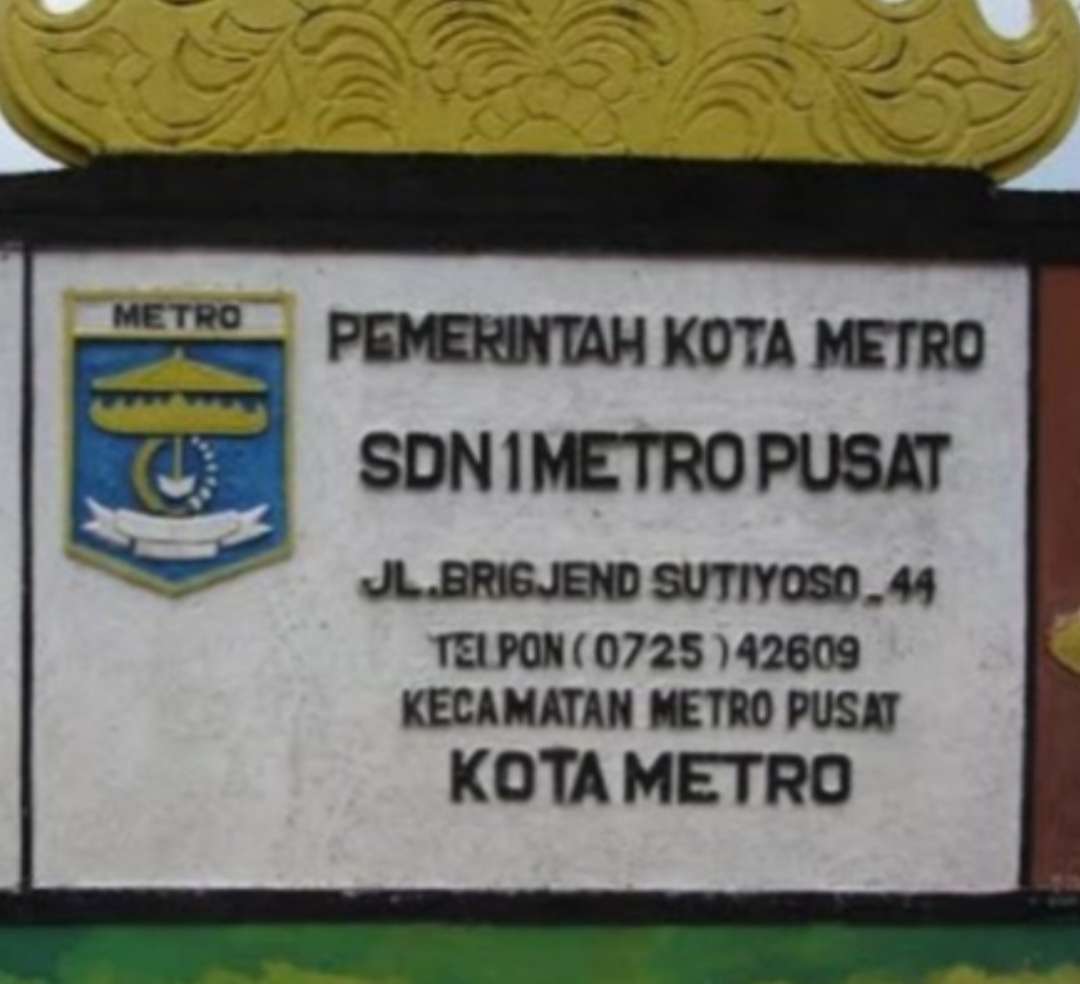 METRO
PEMERINTAH KOTA METRO
SDN 1 METRO PUSAT
JL.BRIGJEND SUTIYOSO_44
TELPON (0725) 42609
KECAMATAN METRO PUSAT
KOTA METRO